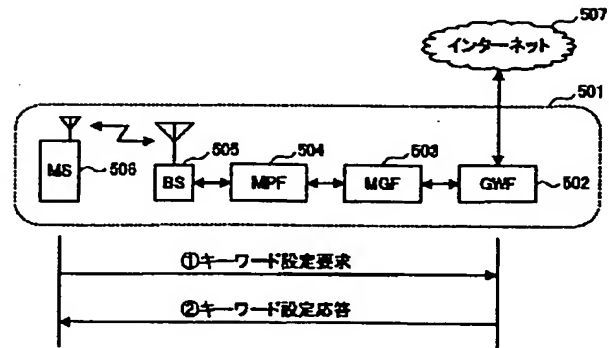 507
インターネット
501
MS
506
505
BS
504
MPF
503
MGF
GWF
502
①キーワード設定要求
②キーワード設定応答